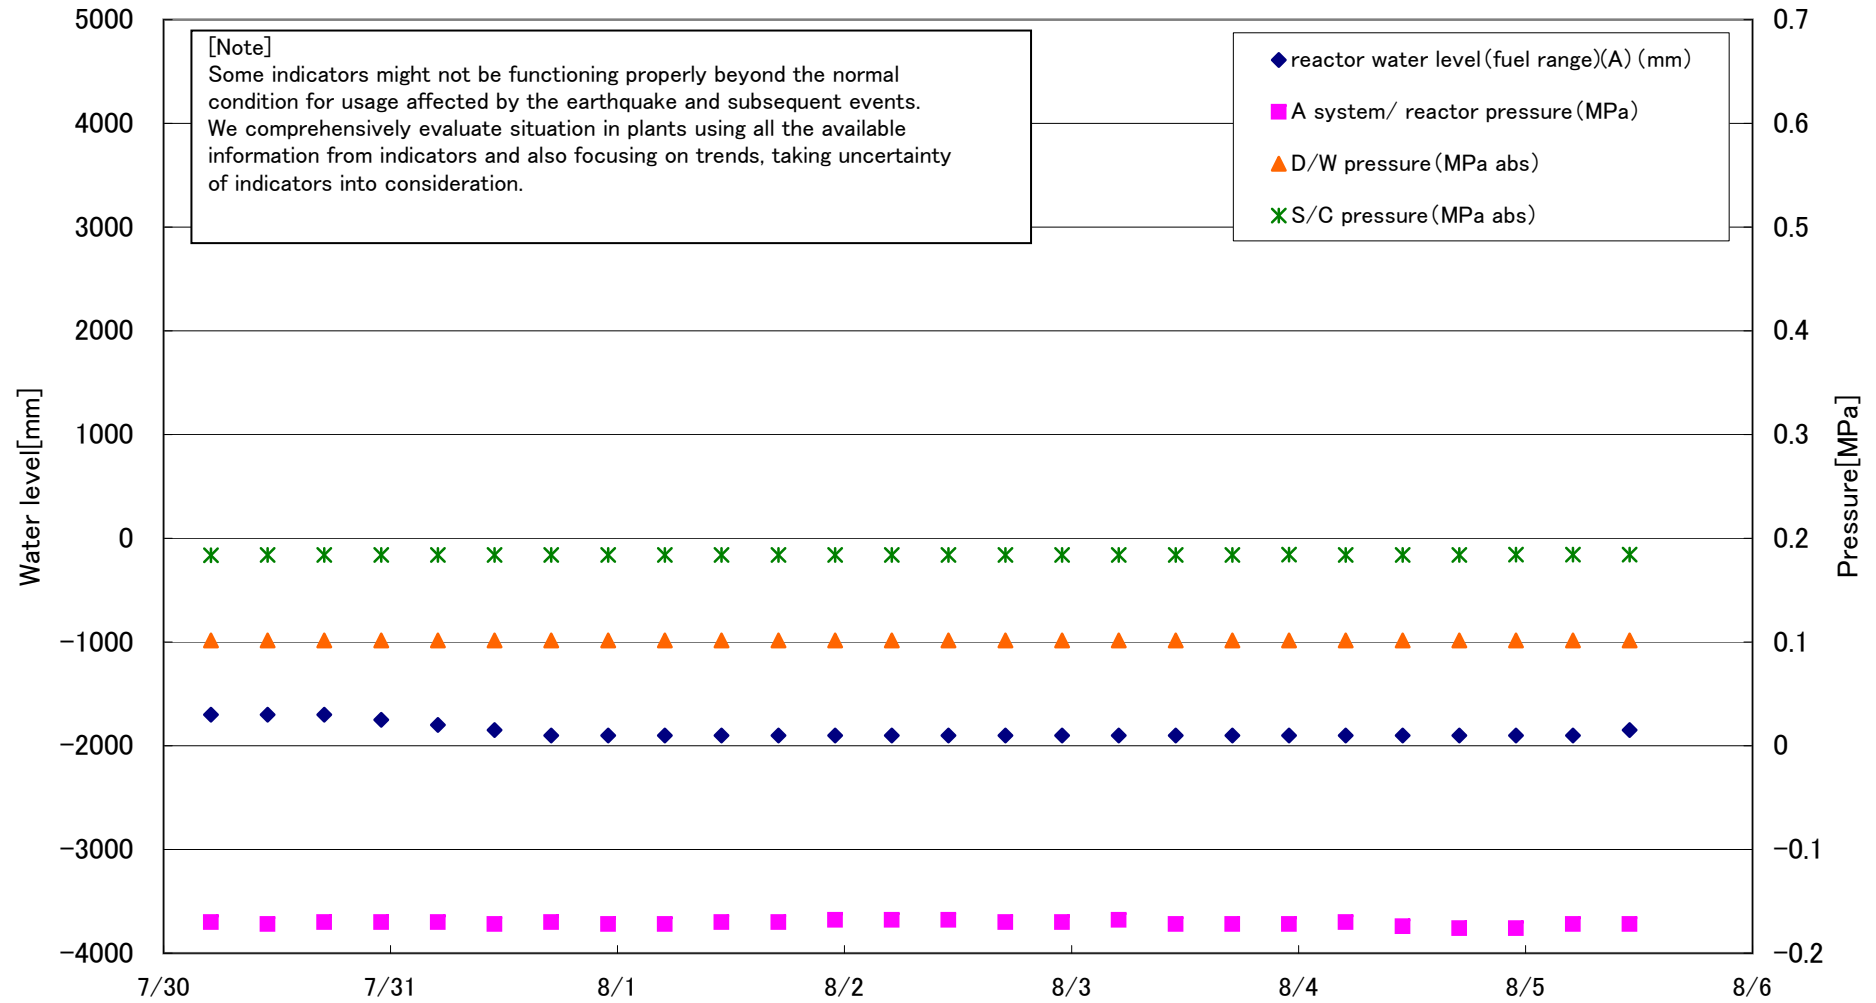 [Note]
Some indicators might not be functioning properly beyond the normal
condition for usage affected by the earthquake and subsequent events.
We comprehensively evaluate situation in plants using all the available
information from indicators and also focusing on trends, taking uncertainty
of indicators into consideration.
reactor water level(fuel range)(A) (mm)
A system/ reactor pressure(MPa)
D/W pressure(MPa abs)
S/C pressure(MPa abs)
Water level[mm]
5000
4000
3000
2000
1000
0
-1000
-2000
-3000
-4000
Pressure[MPa]
0.7
0.6
0.5
0.4
0.3
0.2
0.1
0
-0.1
-0.2
7/30
7/31
8/1
8/2
8/3
8/4
8/5
8/6